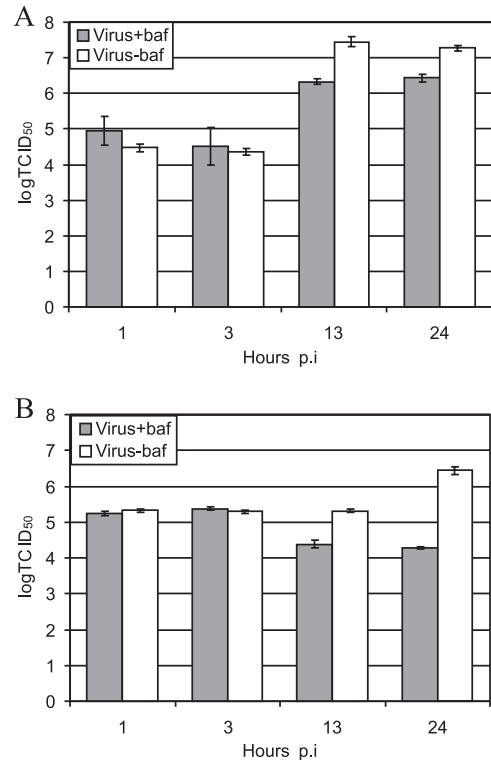 A
8
7
6
5
4
3
2
1
0
logTCID50
Virus+baf
Virus-baf
1 3 13 24
Hours p.i
B
8
7
6
5
4
3
2
1
0
logTCID50
Virus+baf
Virus-baf
1 3 13 24
Hours p.i